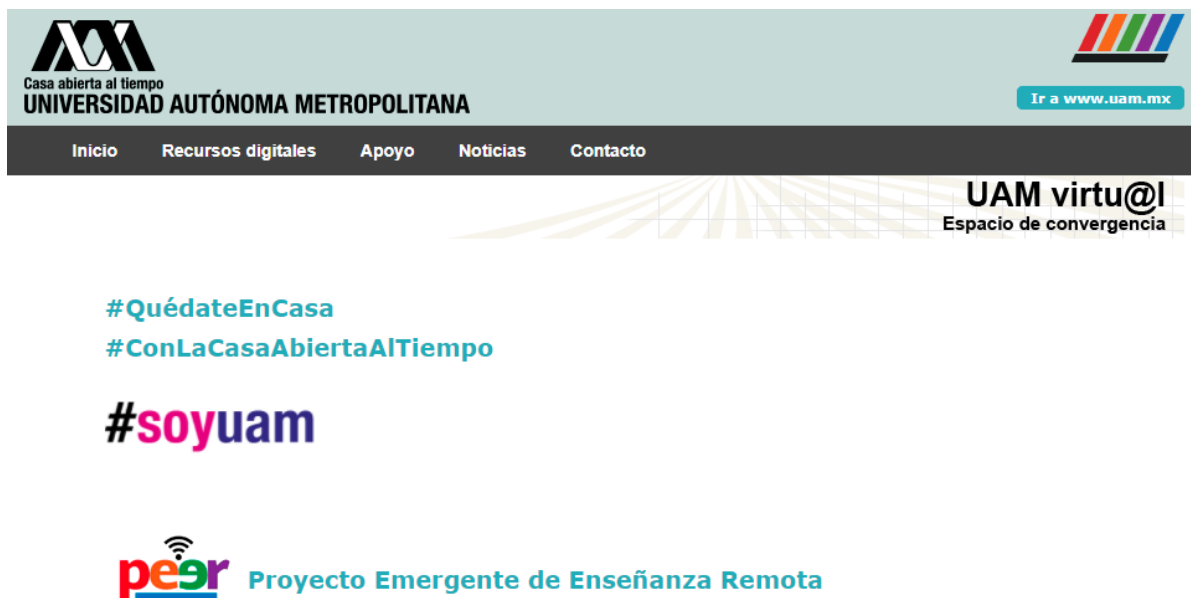 Casa abierta al tiempo
UNIVERSIDAD AUTÓNOMA METROPOLITANA
Ir a www.uam.mx
Inicio Recursos digitales Apoyo Noticias Contacto
UAM virtu@l
Espacio de convergencia
#QuédateEnCasa
#ConLaCasaAbiertaAlTiempo
#soyuam
peer Proyecto Emergente de Enseñanza Remota